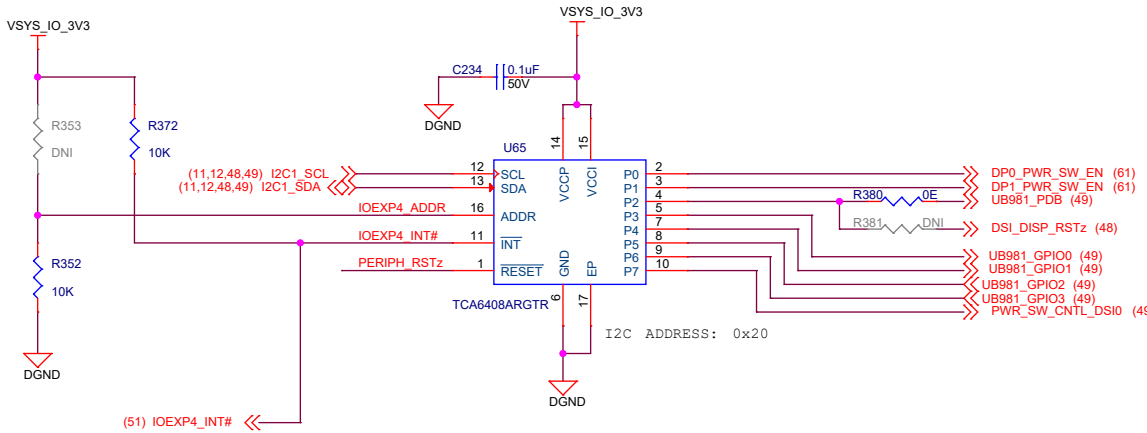 VSYS_IO_3V3
VSYS_IO_3V3
C234 0.1uF
50V
DGND
R353
DNI
R372
10K
14
15
U65
VCCP
VCCI
(11,12,48,49) I2C1_SCL 12 SCL
(11,12,48,49) I2C1_SDA 13 SDA
IOEXP4_ADDR 16 ADDR
IOEXP4_INT# 11 INT
PERIPH_RSTz 1 RESET
P0 2 DP0_PWR_SW_EN (61)
P1 3 DP1_PWR_SW_EN (61)
P2 4 R380 0E UB981_PDB (49)
P3 5
R381 DNI DSI_DISP_RSTz (48)
P4 7
P5 8
P6 9
P7 10
UB981_GPIO0 (49)
UB981_GPIO1 (49)
UB981_GPIO2 (49)
UB981_GPIO3 (49)
PWR_SW_CNTL_DSI0 (49
R352
10K
GND
EP
TCA6408ARGTR
6
17
I2C ADDRESS: 0x20
DGND
DGND
(51) IOEXP4_INT#